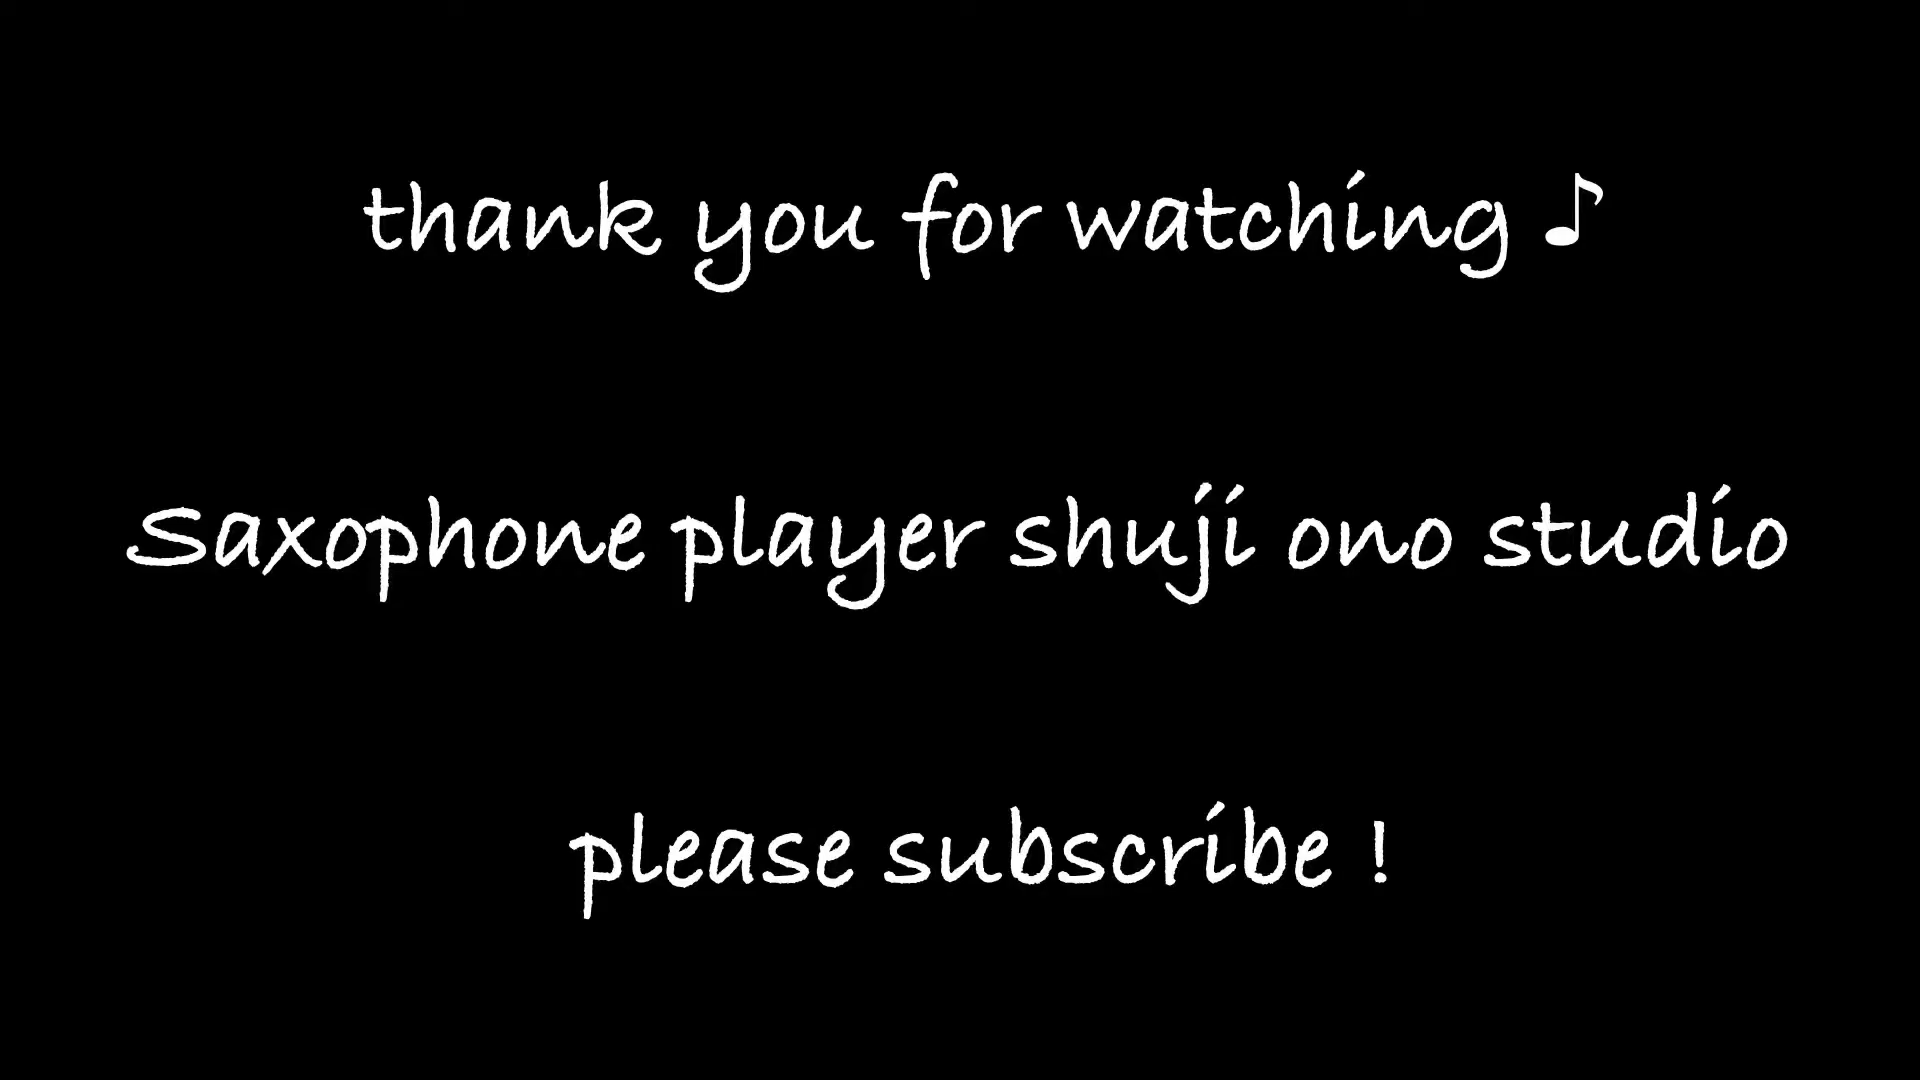 thank you for watching ♪
Saxophone player shuji ono studio
please subscribe !